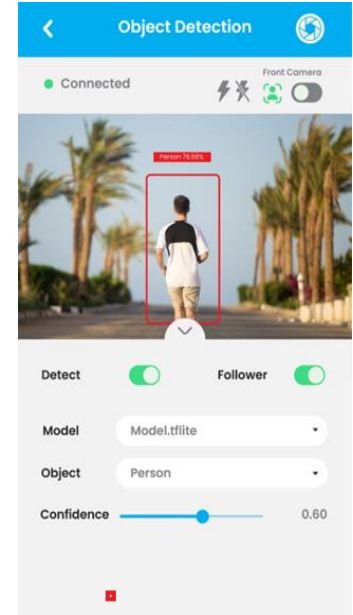 Object Detection
Front Camera
Connected
Person 76.56%
Detect
Follower
Model
Model.tflite
Object
Person
Confidence
0.60